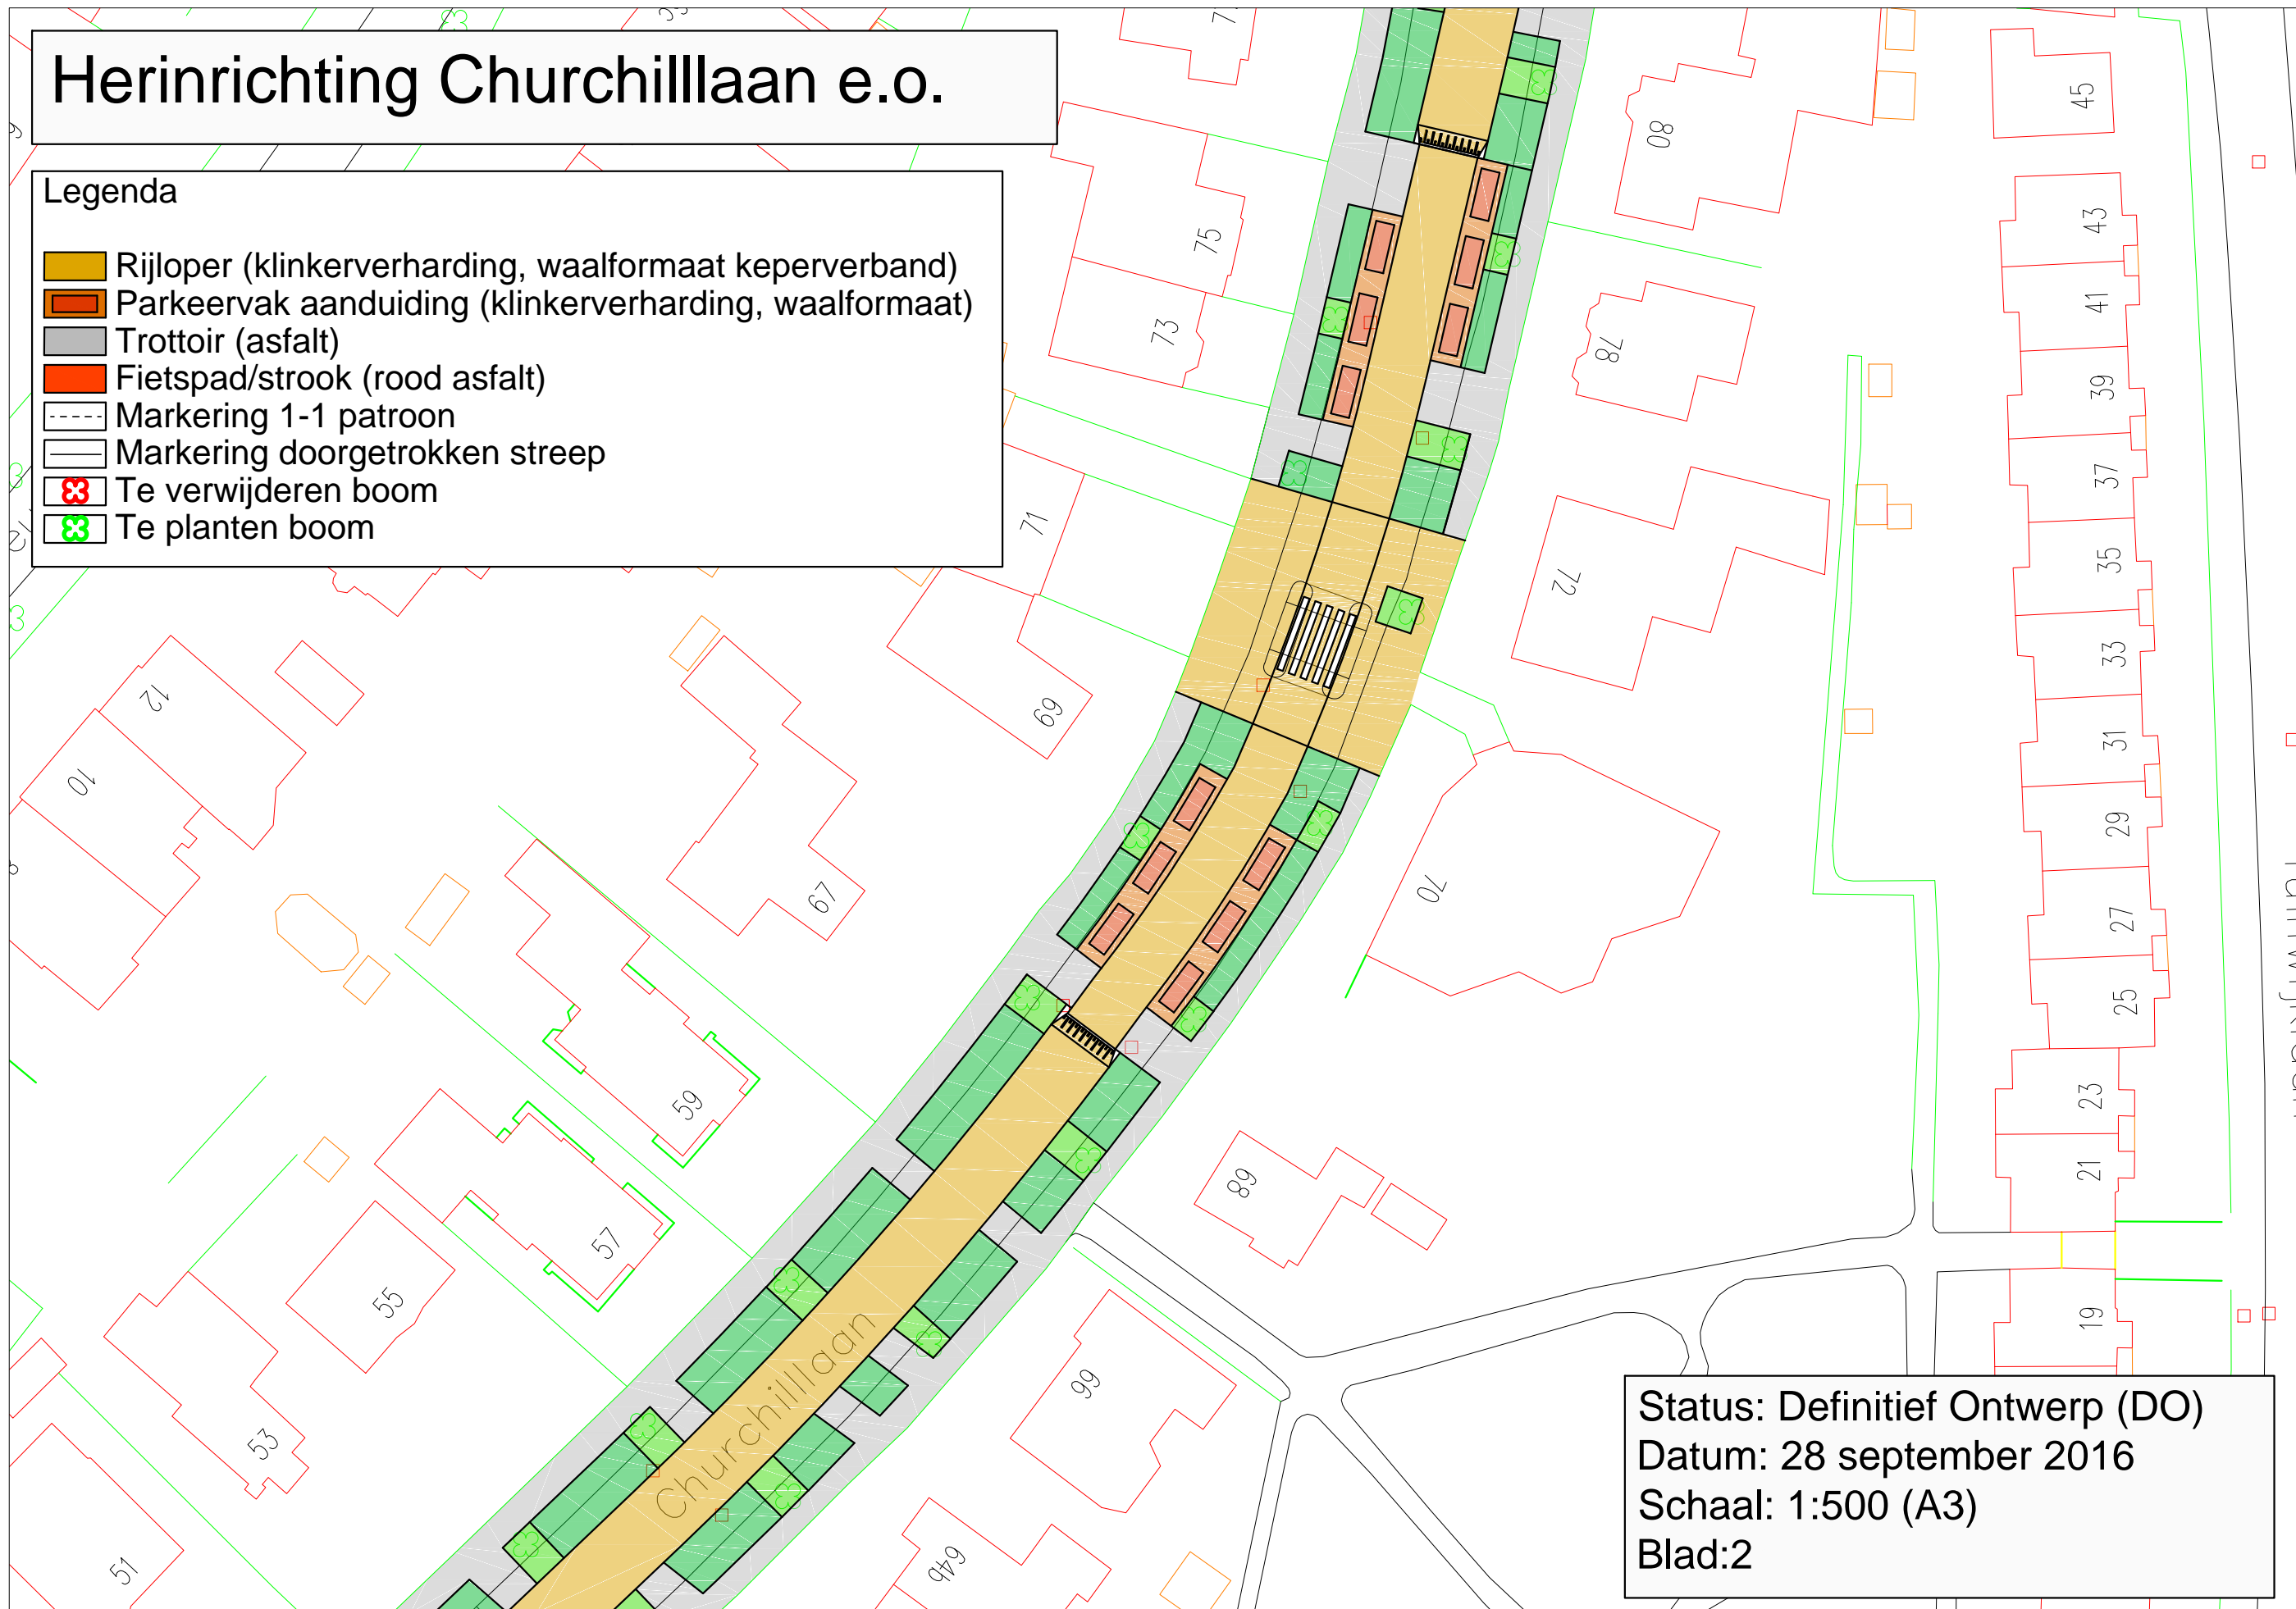 Herinrichting Churchilllaan e.o.
Legenda
Rijloper (klinkerverharding, waalformaat keperverband)
Parkeervak aanduiding (klinkerverharding, waalformaat)
Trottoir (asfalt)
Fietspad/strook (rood asfalt)
Markering 1-1 patroon
Markering doorgetrokken streep
Te verwijderen boom
Te planten boom
80
45
75
43
73
41
78
39
37
71
35
72
33
12
69
31
10
29
70
67
27
25
59
23
68
21
57
55
19
66
Churchilllaan
53
51
64b
Status: Definitief Ontwerp (DO)
Datum: 28 september 2016
Schaal: 1:500 (A3)
Blad:2